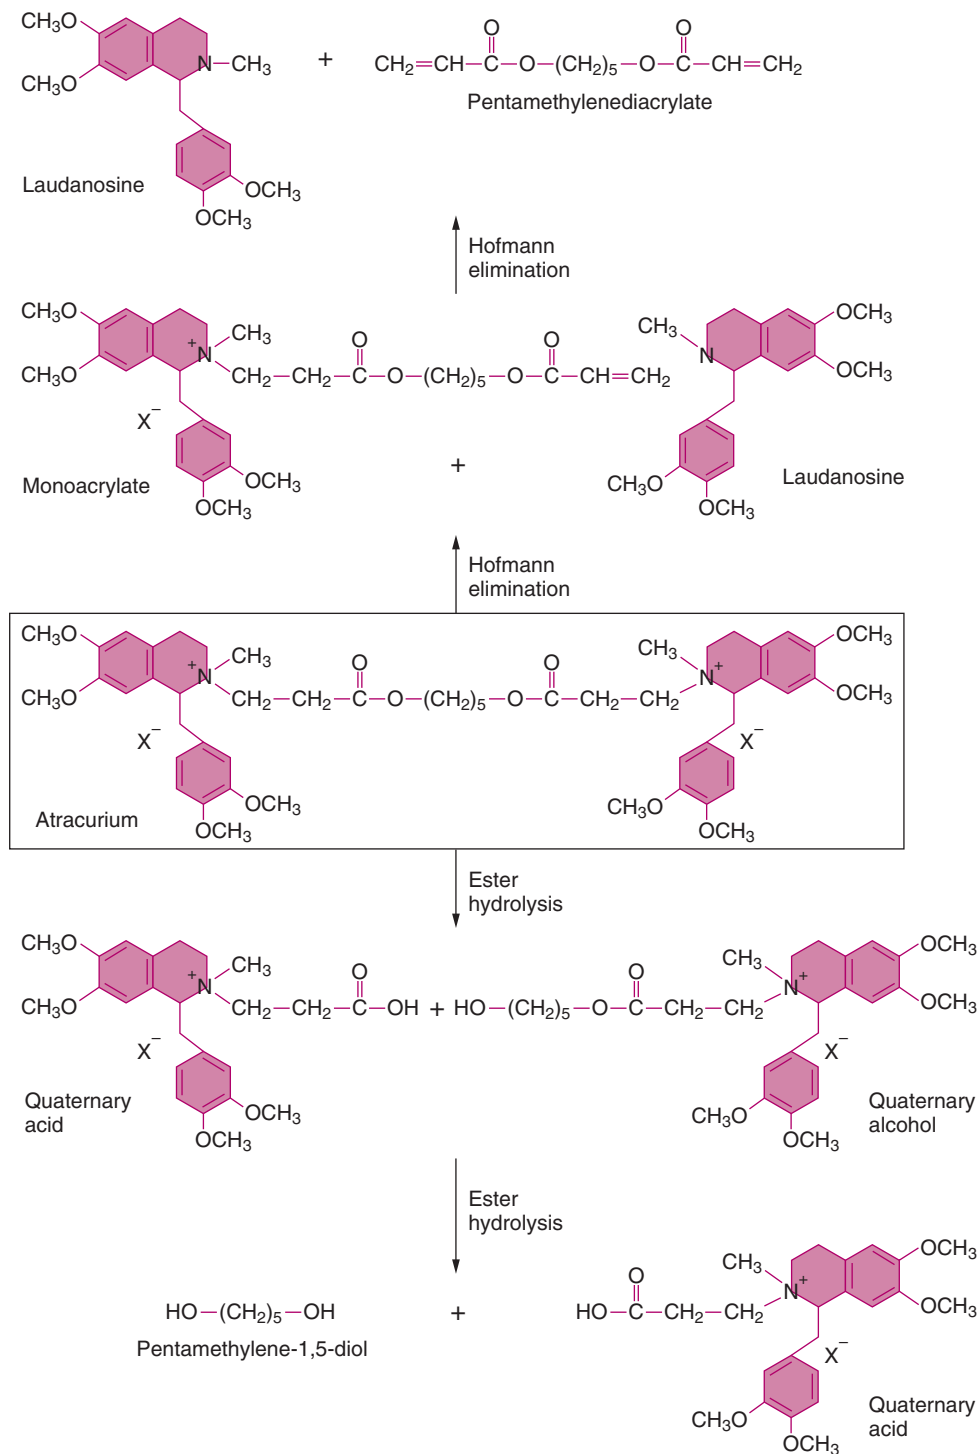 CH3O
CH3O
N—CH3
OCH3
OCH3
Laudanosine
+
O O
CH2=CH—C—O—(CH2)5—O—C—CH=CH2
Pentamethylenediacrylate
Hofmann
elimination
CH3O
CH3O
CH3
+
N
CH2—CH2—C—O—(CH2)5—O—C—CH=CH2
O O
X−
OCH3
OCH3
Monoacrylate
+
CH3
N
OCH3
OCH3
CH3O
OCH3
Laudanosine
Hofmann
elimination
CH3O
CH3O
CH3
+
N
CH2—CH2—C—O—(CH2)5—O—C—CH2—CH2
O O
CH3
N+
OCH3
OCH3
X−
X−
OCH3
OCH3
CH3O
OCH3
Atracurium
Ester
hydrolysis
CH3O
CH3O
CH3
+
N
CH2—CH2—C—OH
O
X−
OCH3
OCH3
Quaternary
acid
+
HO—(CH2)5—O—C—CH2—CH2
O
CH3
N+
OCH3
OCH3
X−
CH3O
OCH3
Quaternary
alcohol
Ester
hydrolysis
HO—(CH2)5—OH
Pentamethylene-1,5-diol
+
O
HO—C—CH2—CH2
CH3
N+
OCH3
OCH3
X−
CH3O
OCH3
Quaternary
acid